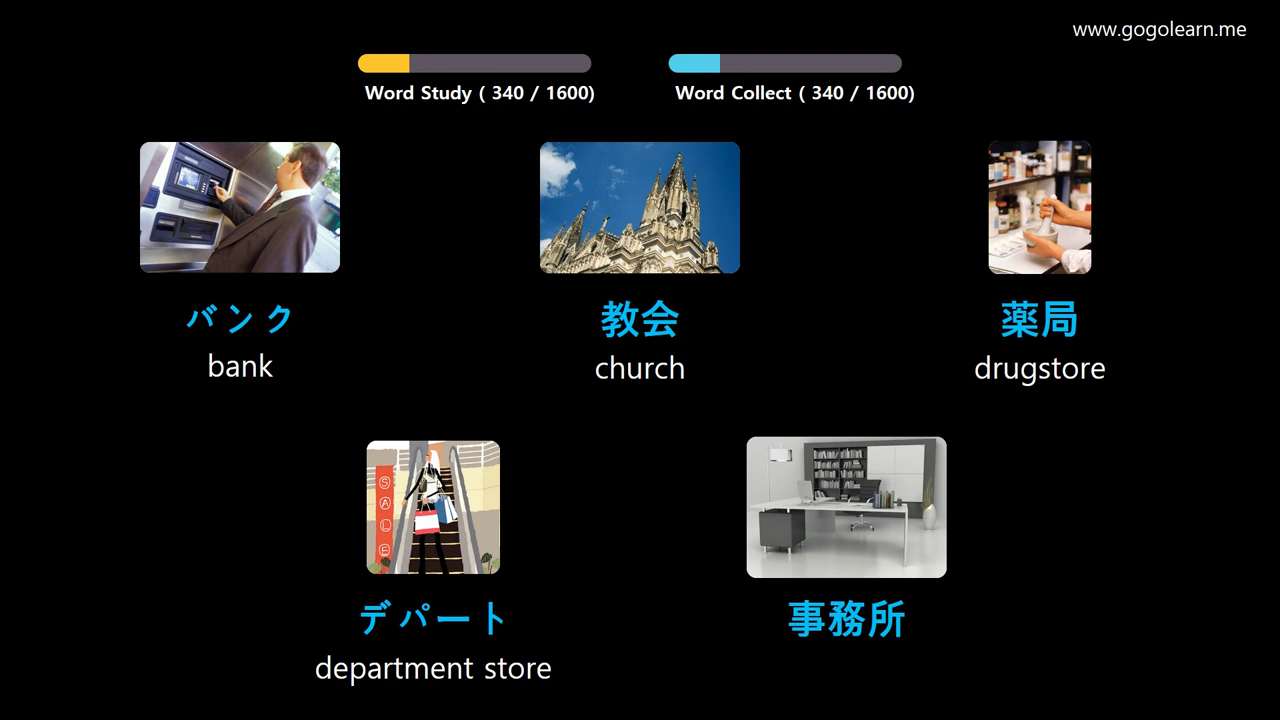 www.gogolearn.me
Word Study ( 340 / 1600)
Word Collect ( 340 / 1600)
バンク
bank
教会
church
薬局
drugstore
S
A
L
E
デパート
department store
事務所